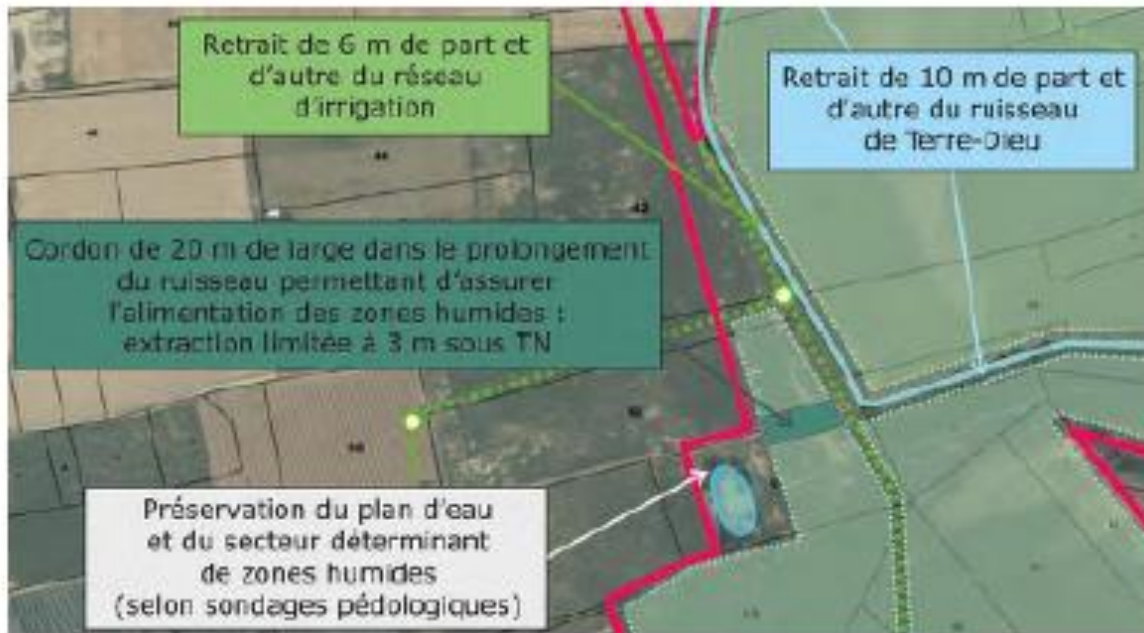 Retrait de 6 m de part et
d'autre du réseau
d'irrigation
Retrait de 10 m de part et
d'autre du ruisseau
de Terre-Dieu
Cordon de 20 m de large dans le prolongement
du ruisseau permettant d'assurer
l'alimentation des zones humides :
extraction limitée à 3 m sous TN
Préservation du plan d'eau
et du secteur déterminant
de zones humides
(selon sondages pédologiques)